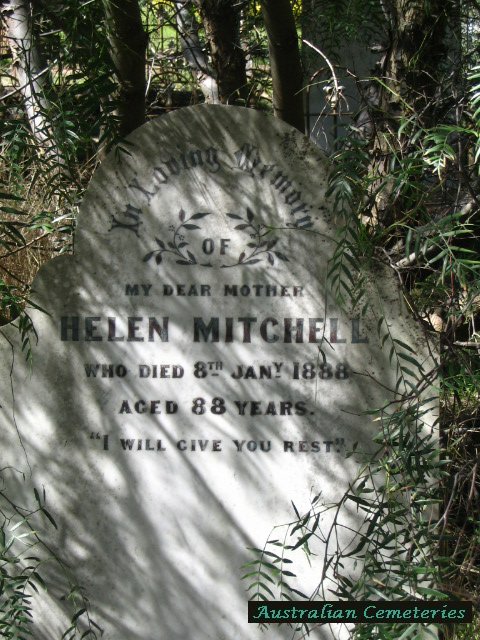 In Loving Memory
OF
MY DEAR MOTHER
HELEN MITCHELL
WHO DIED 8TH JANY 1888
AGED 88 YEARS.
"I WILL GIVE YOU REST."
Australian Cemeteries